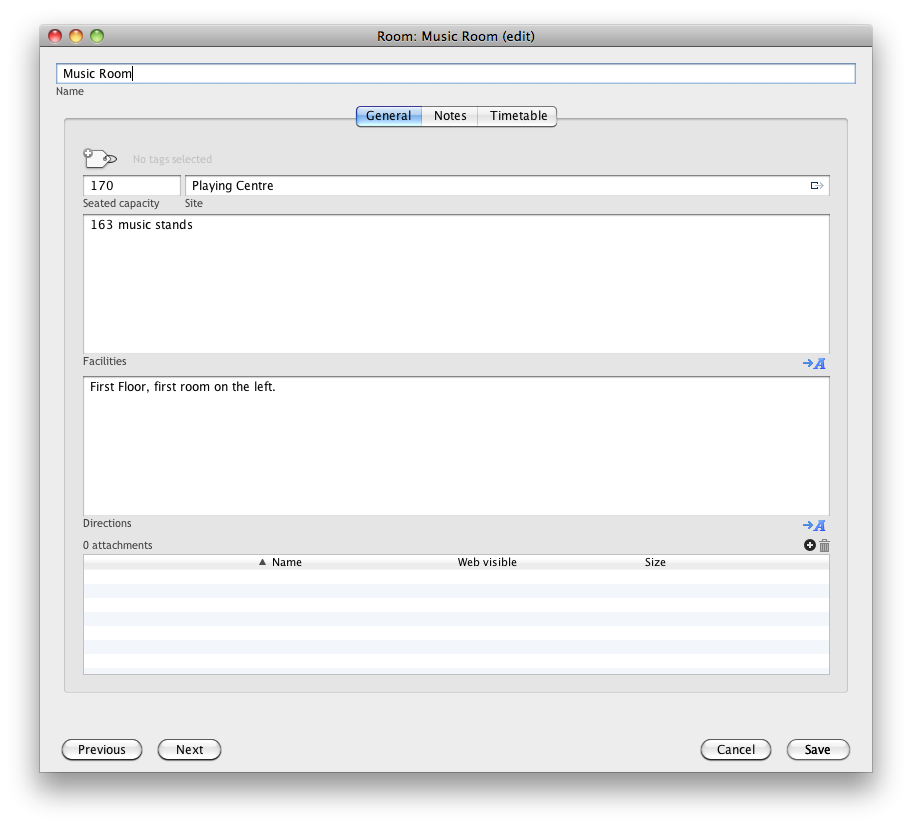 Room: Music Room (edit)
Music Room
Name
General Notes Timetable
No tags selected
170 Playing Centre
Seated capacity Site
163 music stands
Facilities
A
First Floor, first room on the left.
Directions
A
0 attachments
Name Web visible Size
Previous Next Cancel Save